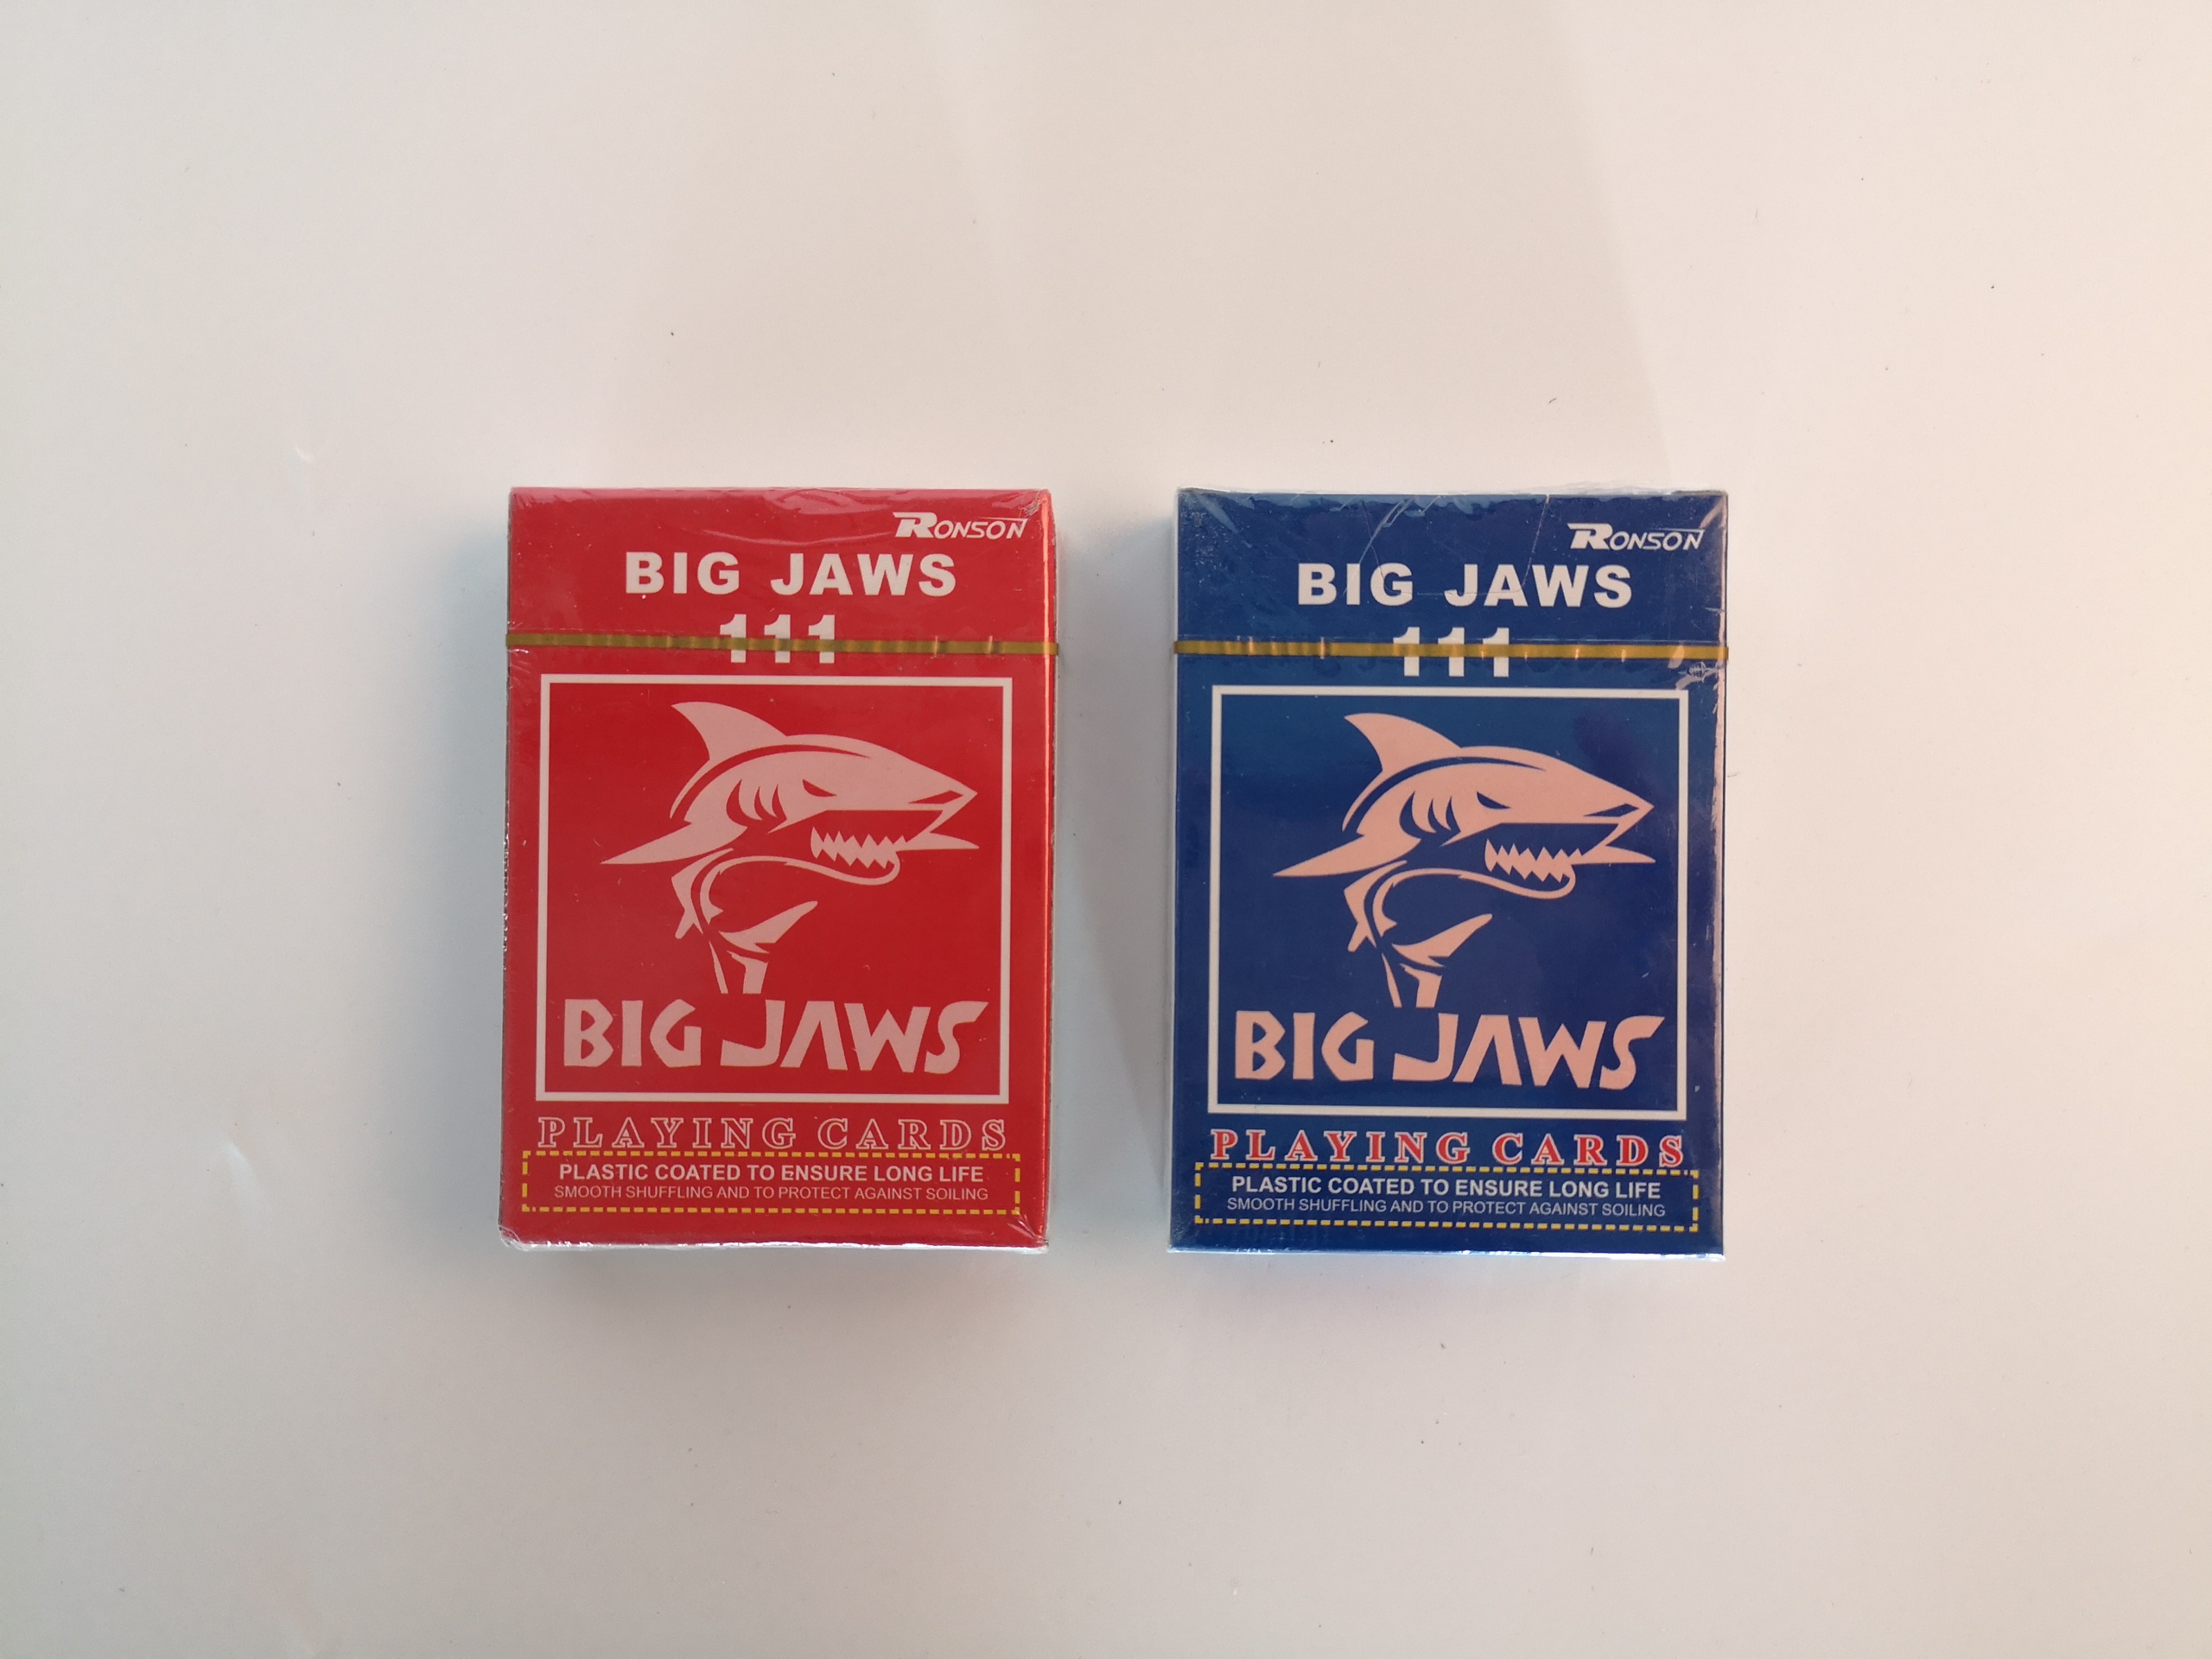 RONSON
BIG JAWS
111
BIG JAWS
PLAYING CARDS
PLASTIC COATED TO ENSURE LONG LIFE
SMOOTH SHUFFLING AND TO PROTECT AGAINST SOILING
RONSON
BIG JAWS
111
BIG JAWS
PLAYING CARDS
PLASTIC COATED TO ENSURE LONG LIFE
SMOOTH SHUFFLING AND TO PROTECT AGAINST SOILING